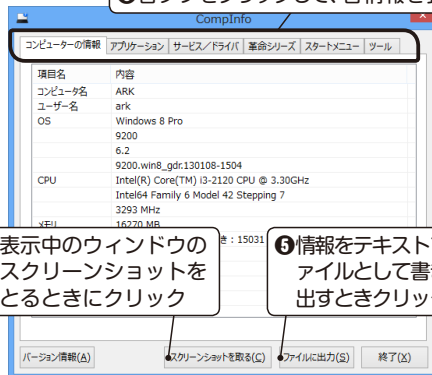 各タブをクリックして、各情報を
CompInfo
コンピューターの情報 アプリケーション サービス／ドライバ 革命シリーズ スタートメニュー ツール
項目名 内容
コンピュータ名 ARK
ユーザー名 ark
OS Windows 8 Pro
9200
6.2
9200.win8_gdr.130108-1504
CPU Intel(R) Core(TM) i3-2120 CPU @ 3.30GHz
Intel64 Family 6 Model 42 Stepping 7
3293 MHz
メモリ 16270 MB
き : 15031
表示中のウィンドウの
スクリーンショットを
とるときにクリック
❺情報をテキストフ
ァイルとして書き
出すときクリック
バージョン情報(A) スクリーンショットを取る(C) ファイルに出力(S) 終了(X)